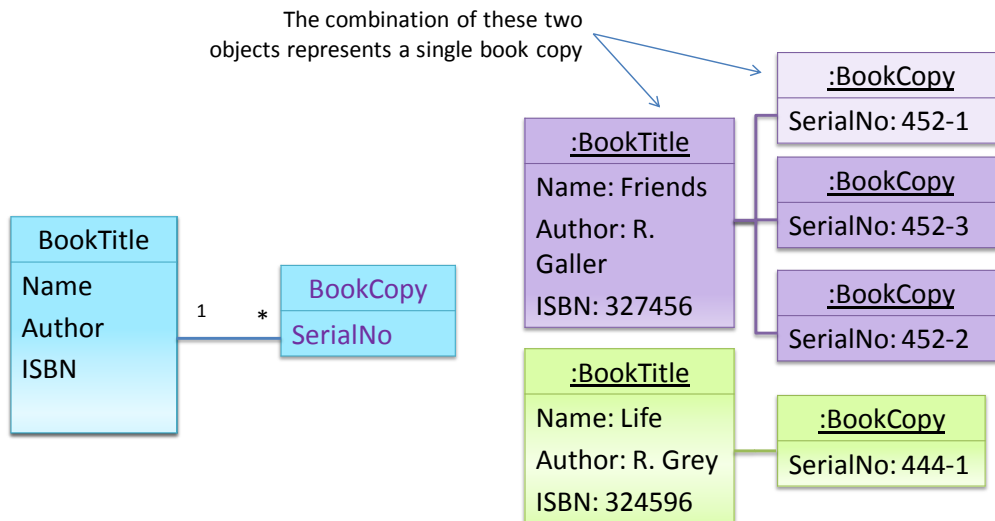 The combination of these two
objects represents a single book copy
BookTitle
Name
Author
ISBN
1
*
BookCopy
SerialNo
:BookTitle
Name: Friends
Author: R.
Galler
ISBN: 327456
:BookCopy
SerialNo: 452-1
:BookCopy
SerialNo: 452-3
:BookCopy
SerialNo: 452-2
:BookTitle
Name: Life
Author: R. Grey
ISBN: 324596
:BookCopy
SerialNo: 444-1